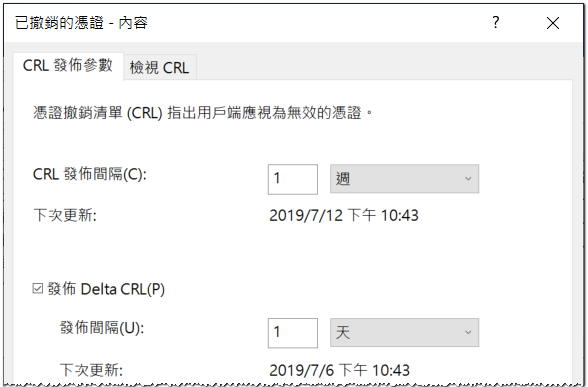 已撤銷的憑證 - 內容
? ×
CRL 發佈參數 檢視 CRL
憑證撤銷清單 (CRL) 指出用戶端應視為無效的憑證。
CRL 發佈間隔(C): 1 週
下次更新: 2019/7/12 下午 10:43
發佈 Delta CRL(P)
發佈間隔(U): 1 天
下次更新: 2019/7/6 下午 10:43